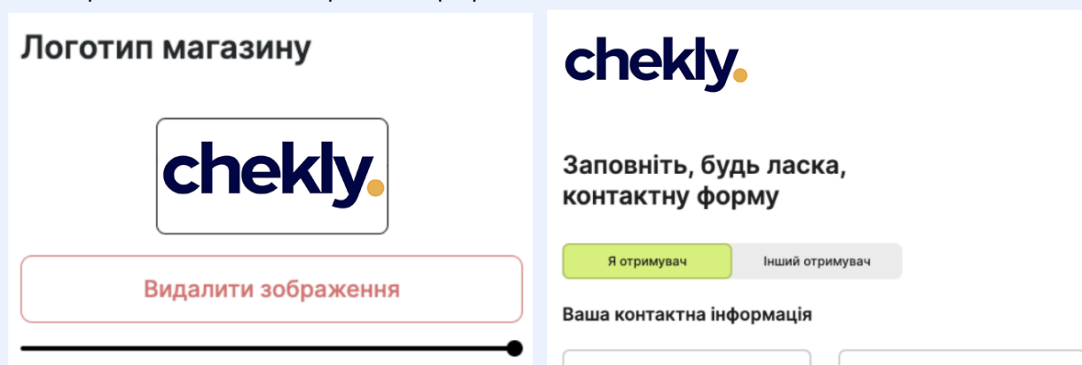 Логотип магазину
chekly.
Видалити зображення
chekly.
Заповніть, будь ласка,
контактну форму
Я отримувач
Інший отримувач
Ваша контактна інформація